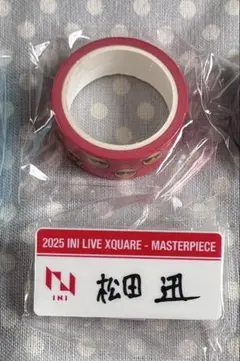 2025 INI LIVE XQUARE - MASTERPIECE
INI
松田 迅